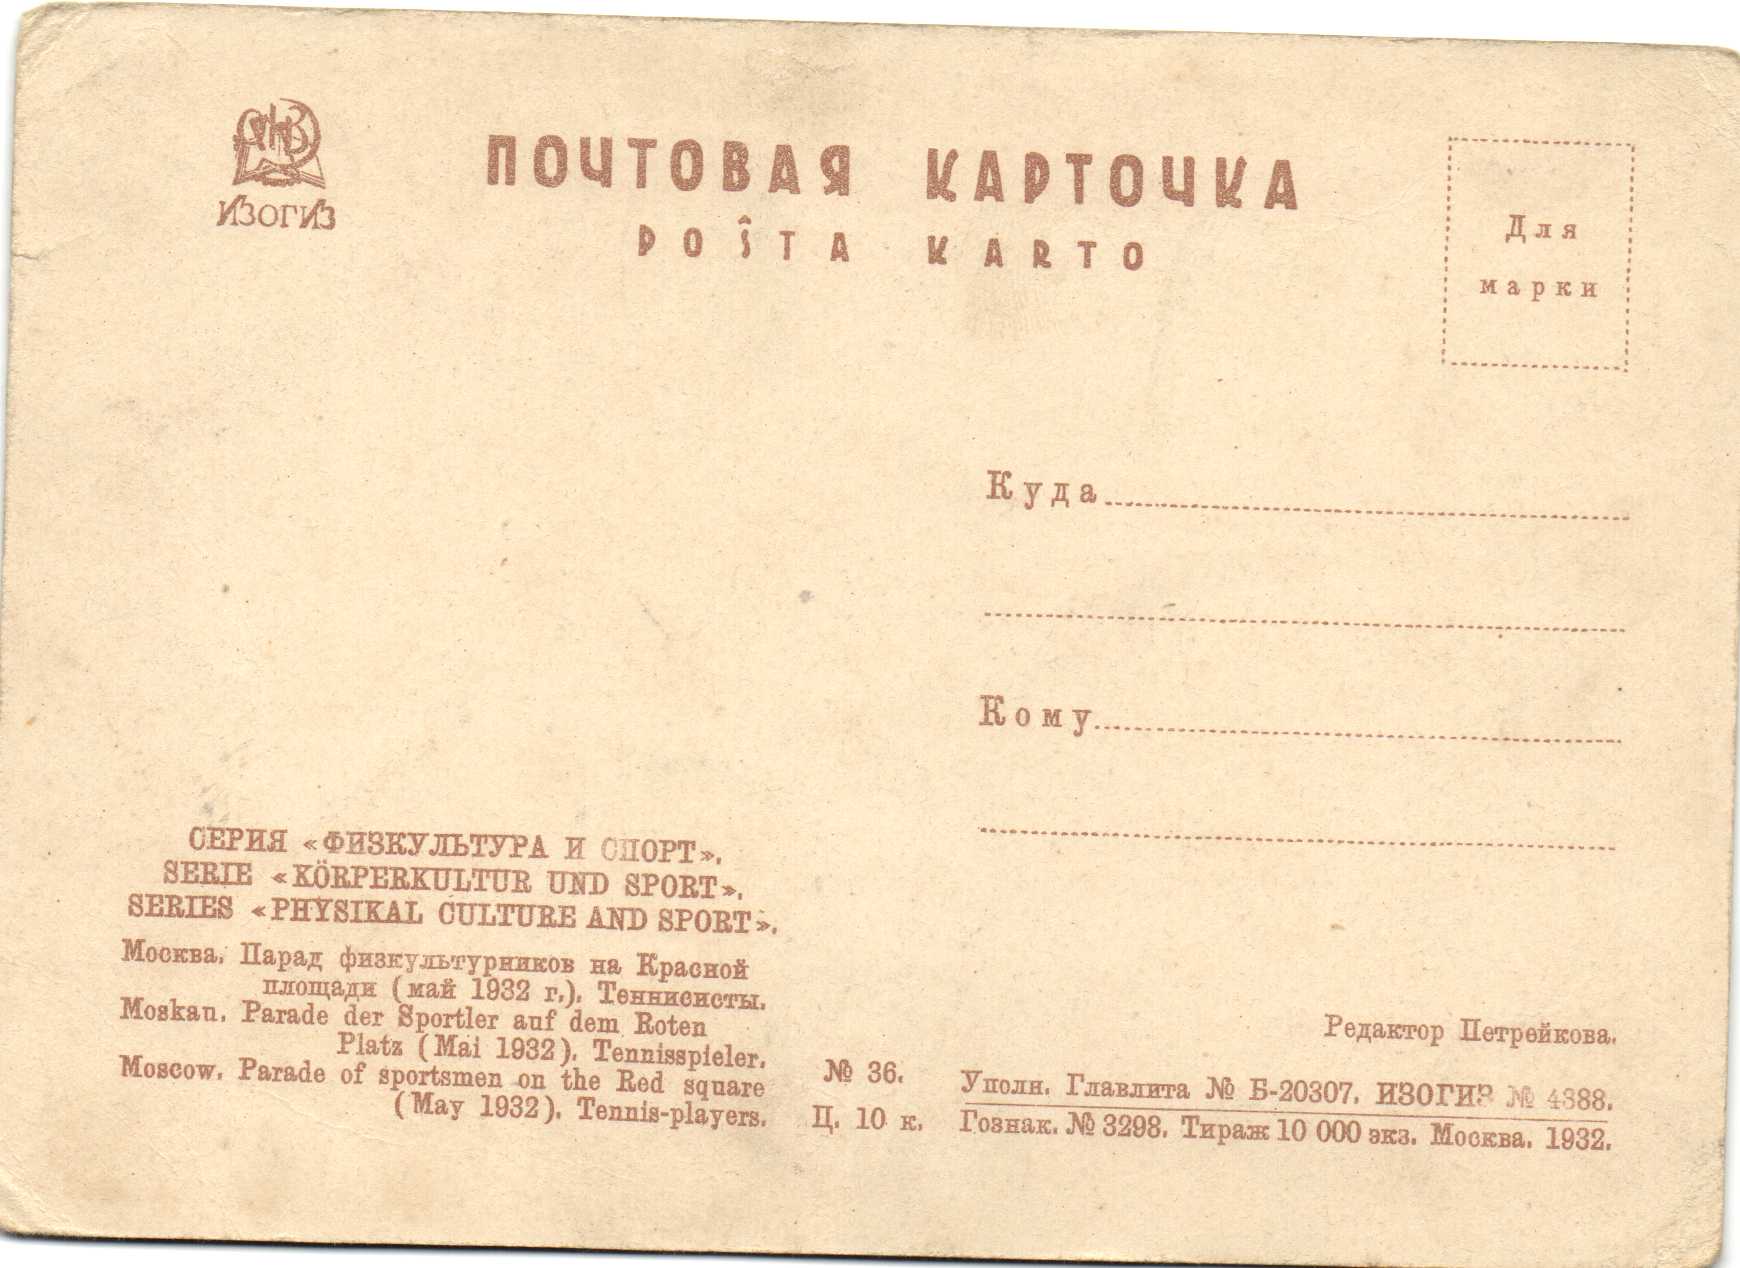 ИЗОГИЗ
ПОЧТОВАЯ КАРТОЧКА
POŜTA KARTO
Для
марки
Куда
Кому
СЕРИЯ «ФИЗКУЛЬТУРА И СПОРТ».
SERIE «KÖRPERKULTUR UND SPORT».
SERIES «PHYSIKAL CULTURE AND SPORT».
Москва. Парад физкультурников на Красной
площади (май 1932 г.). Теннисисты.
Moskau. Parade der Sportler auf dem Roten
Platz (Mai 1932). Tennisspieler.
Moscow. Parade of sportsmen on the Red square
(May 1932). Tennis-players.
№ 36.
Ц. 10 к.
Редактор Петрейкова.
Уполн. Главлита № Б-20307. ИЗОГИЗ № 4388.
Гознак. № 3298. Тираж 10 000 экз. Москва. 1932.